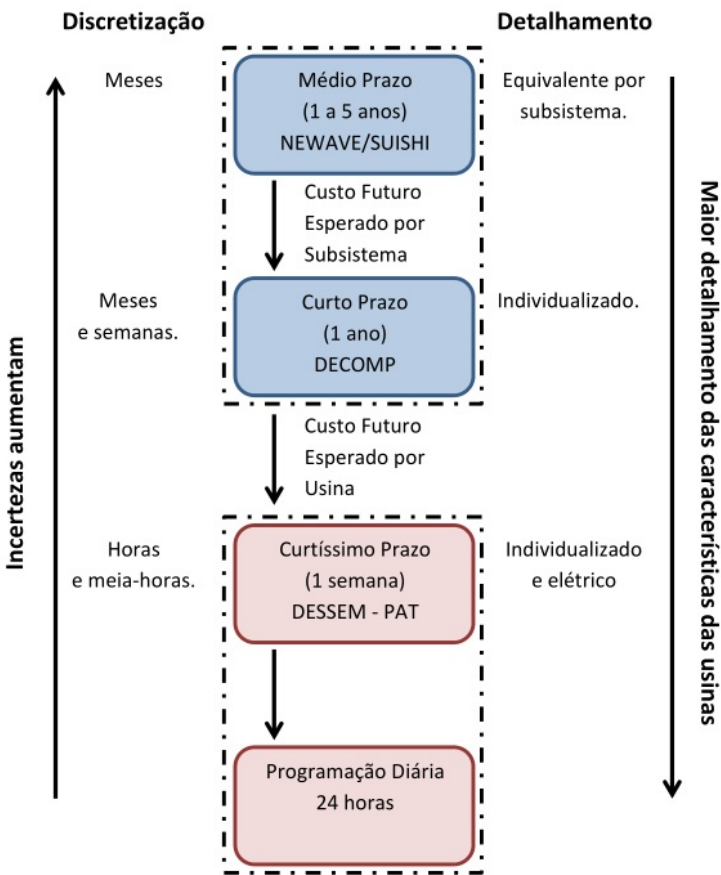 Discretização
Detalhamento
Meses
Médio Prazo
(1 a 5 anos)
NEWAVE/SUISHI
Equivalente por
subsistema.
Custo Futuro
Esperado por
Subsistema
Meses
e semanas.
Curto Prazo
(1 ano)
DECOMP
Individualizado.
Custo Futuro
Esperado por
Usina
Horas
e meia-horas.
Curtíssimo Prazo
(1 semana)
DESSEM - PAT
Individualizado
e elétrico
Programação Diária
24 horas
Incertezas aumentam
Maior detalhamento das características das usinas